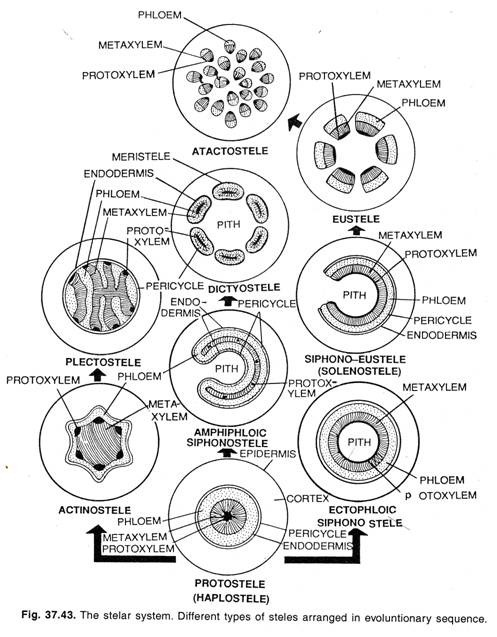 PHLOEM
METAXYLEM
PROTOXYLEM
ATACTOSTELE
PROTOXYLEM
METAXYLEM
PHLOEM
EUSTELE
MERISTELE
ENDODERMIS
PHLOEM
METAXYLEM
PROTO-
XYLEM
PERICYCLE
PITH
DICTYOSTELE
METAXYLEM
PROTOXYLEM
PITH
PHLOEM
PERICYCLE
ENDODERMIS
SIPHONO-EUSTELE
(SOLENOSTELE)
PLECTOSTELE
ENDO-
DERMIS
PERICYCLE
PITH
PHLOEM
PROTOX-
YLEM
AMPHIPHLOIC
SIPHONOSTELE
PROTOXYLEM
META-
XYLEM
ACTINOSTELE
METAXYLEM
PITH
PHLOEM
P OTOXYLEM
ECTOPHLOIC
SIPHONO STELE
EPIDERMIS
CORTEX
PHLOEM
METAXYLEM
PROTOXYLEM
PERICYCLE
ENDODERMIS
PROTOSTELE
(HAPLOSTELE)
Fig. 37.43. The stelar system. Different types of steles arranged in evoluntionary sequence.